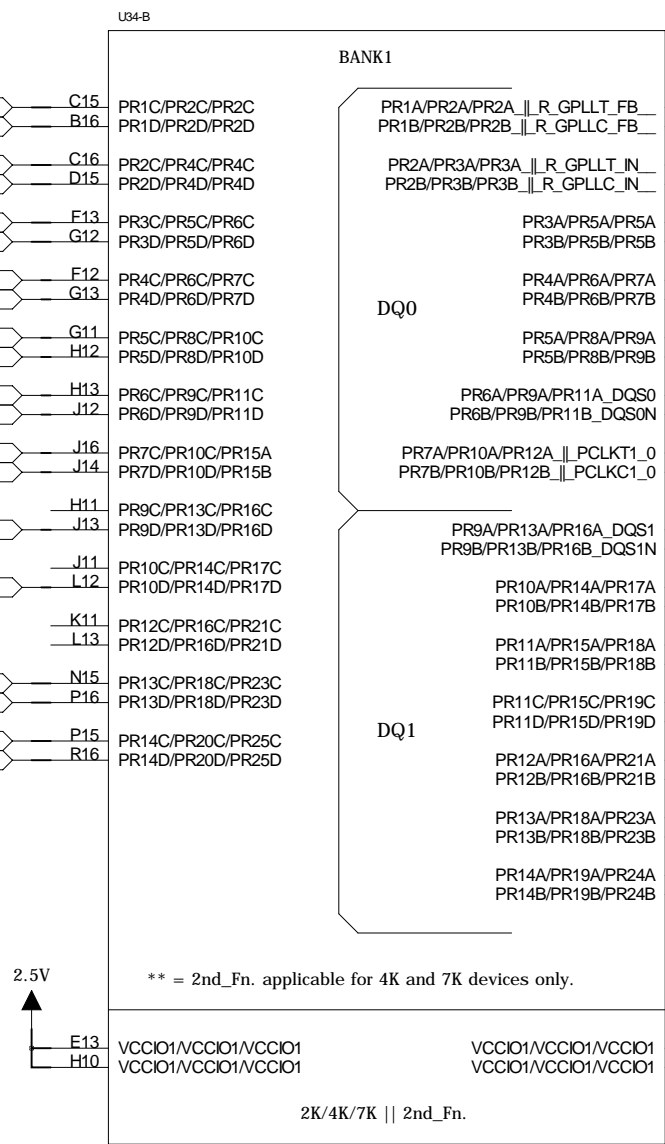 U34-B
BANK1
C15 PR1C/PR2C/PR2C PR1A/PR2A/PR2A_||_R_GPLLT_FB__
B16 PR1D/PR2D/PR2D PR1B/PR2B/PR2B_||_R_GPLLC_FB__
C16 PR2C/PR4C/PR4C PR2A/PR3A/PR3A_||_R_GPLLT_IN__
D15 PR2D/PR4D/PR4D PR2B/PR3B/PR3B_||_R_GPLLC_IN__
F13 PR3C/PR5C/PR6C PR3A/PR5A/PR5A
G12 PR3D/PR5D/PR6D PR3B/PR5B/PR5B
F12 PR4C/PR6C/PR7C PR4A/PR6A/PR7A
G13 PR4D/PR6D/PR7D PR4B/PR6B/PR7B
DQ0
G11 PR5C/PR8C/PR10C PR5A/PR8A/PR9A
H12 PR5D/PR8D/PR10D PR5B/PR8B/PR9B
H13 PR6C/PR9C/PR11C PR6A/PR9A/PR11A_DQS0
J12 PR6D/PR9D/PR11D PR6B/PR9B/PR11B_DQS0N
J16 PR7C/PR10C/PR15A PR7A/PR10A/PR12A_||_PCLKT1_0
J14 PR7D/PR10D/PR15B PR7B/PR10B/PR12B_||_PCLKC1_0
H11 PR9C/PR13C/PR16C
J13 PR9D/PR13D/PR16D PR9A/PR13A/PR16A_DQS1
PR9B/PR13B/PR16B_DQS1N
J11 PR10C/PR14C/PR17C
L12 PR10D/PR14D/PR17D PR10A/PR14A/PR17A
PR10B/PR14B/PR17B
K11 PR12C/PR16C/PR21C
L13 PR12D/PR16D/PR21D PR11A/PR15A/PR18A
PR11B/PR15B/PR18B
N15 PR13C/PR18C/PR23C
P16 PR13D/PR18D/PR23D PR11C/PR15C/PR19C
PR11D/PR15D/PR19D
DQ1
P15 PR14C/PR20C/PR25C
R16 PR14D/PR20D/PR25D PR12A/PR16A/PR21A
PR12B/PR16B/PR21B
PR13A/PR18A/PR23A
PR13B/PR18B/PR23B
PR14A/PR19A/PR24A
PR14B/PR19B/PR24B
2.5V
** = 2nd_Fn. applicable for 4K and 7K devices only.
E13 VCCIO1/VCCIO1/VCCIO1 VCCIO1/VCCIO1/VCCIO1
H10 VCCIO1/VCCIO1/VCCIO1 VCCIO1/VCCIO1/VCCIO1
2K/4K/7K || 2nd_Fn.